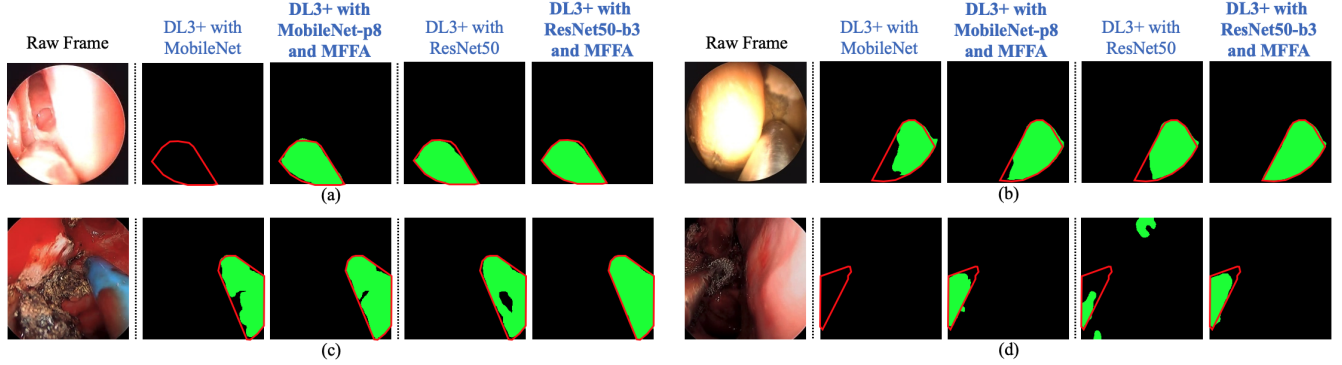 Raw Frame
DL3+ with
MobileNet
DL3+ with
MobileNet-p8
and MFFA
DL3+ with
ResNet50
DL3+ with
ResNet50-b3
and MFFA
Raw Frame
DL3+ with
MobileNet
DL3+ with
MobileNet-p8
and MFFA
DL3+ with
ResNet50
DL3+ with
ResNet50-b3
and MFFA
(a)
(b)
(c)
(d)